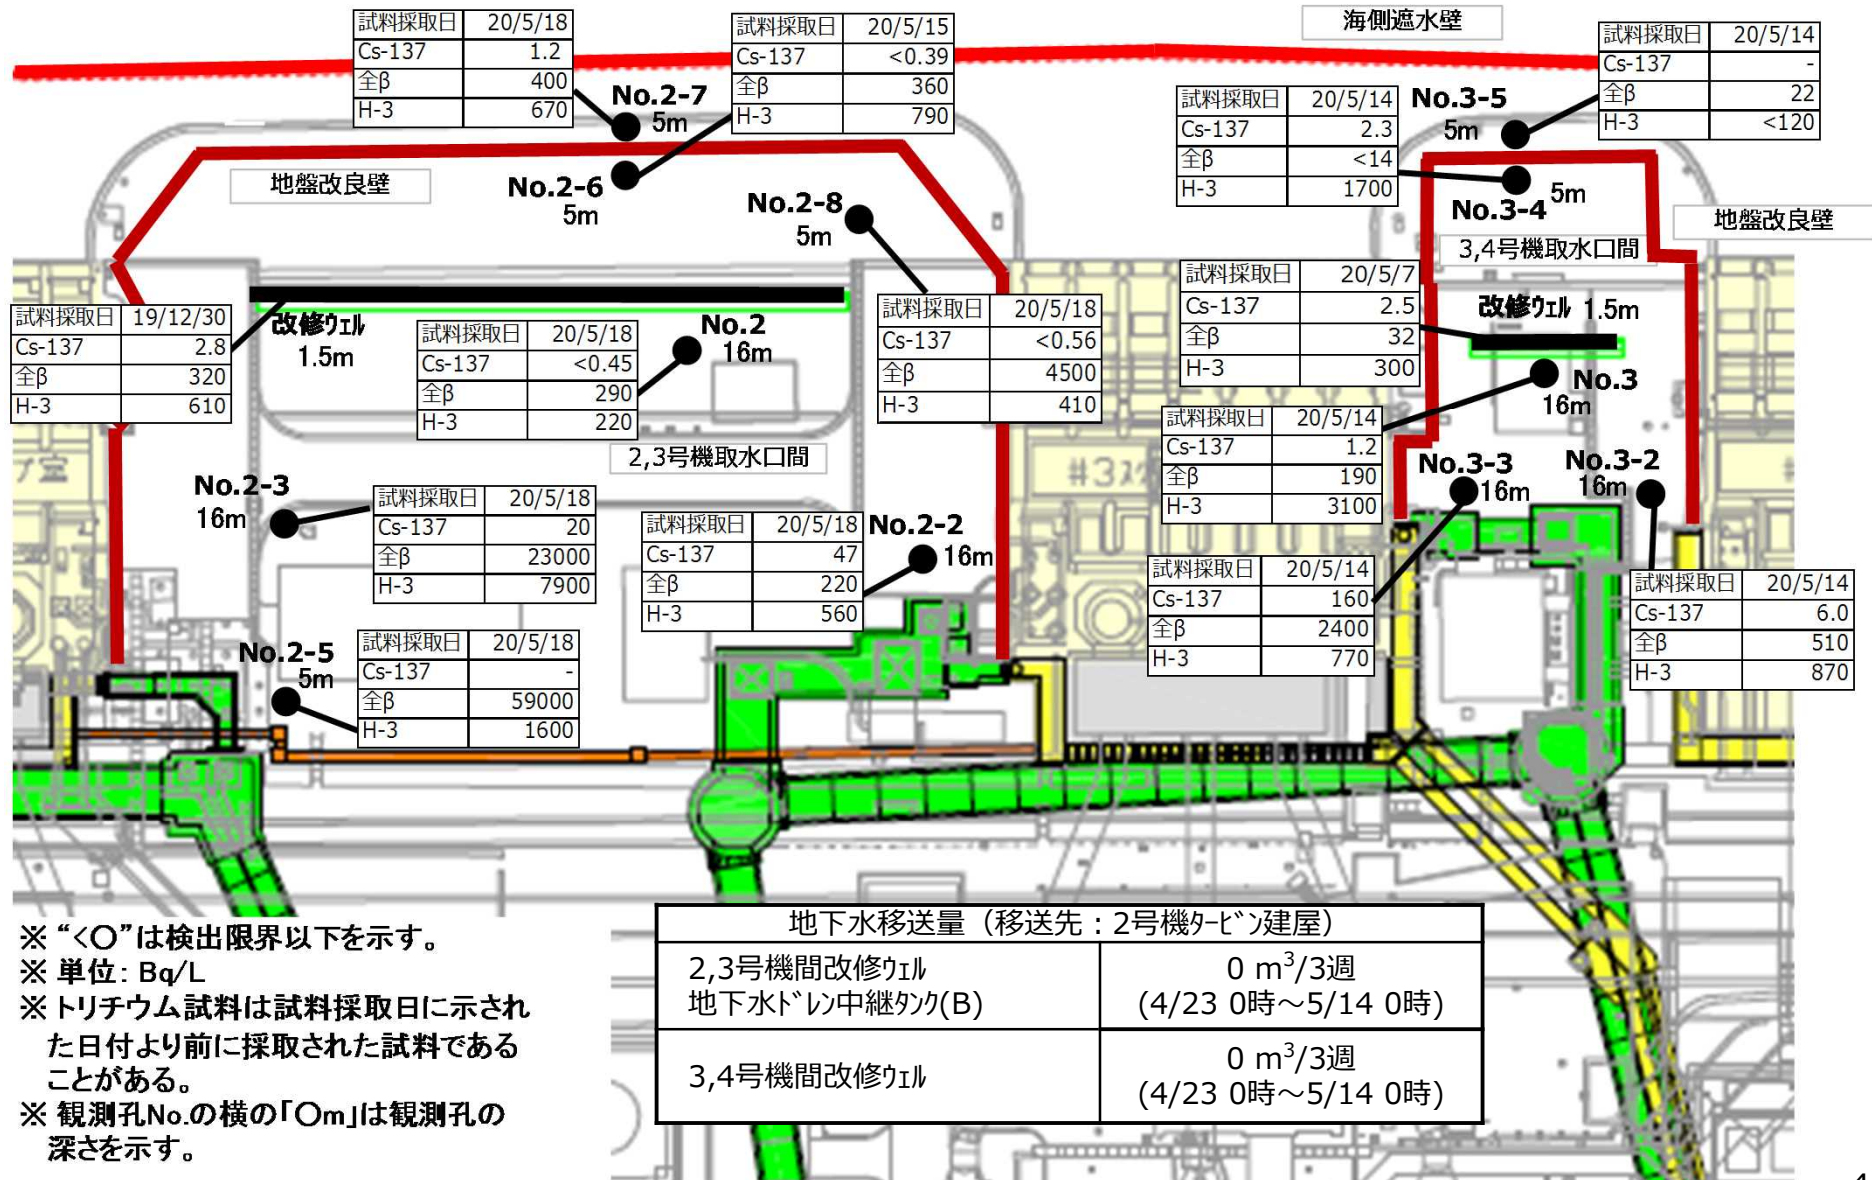 海側遮水壁
試料採取日 20/5/18
Cs-137 1.2
全β 400
H-3 670
No.2-7
5m
試料採取日 20/5/15
Cs-137 <0.39
全β 360
H-3 790
No.2-6
5m
地盤改良壁
試料採取日 20/5/14
Cs-137 -
全β 22
H-3 <120
No.3-5
5m
試料採取日 20/5/14
Cs-137 2.3
全β <14
H-3 1700
No.3-4
5m
地盤改良壁
3,4号機取水口間
No.2-8
5m
試料採取日 20/5/18
Cs-137 <0.56
全β 4500
H-3 410
試料採取日 19/12/30
Cs-137 2.8
全β 320
H-3 610
改修ウェル
1.5m
試料採取日 20/5/18
Cs-137 <0.45
全β 290
H-3 220
No.2
16m
2,3号機取水口間
試料採取日 20/5/7
Cs-137 2.5
全β 32
H-3 300
改修ウェル 1.5m
試料採取日 20/5/14
Cs-137 1.2
全β 190
H-3 3100
No.3
16m
No.2-3
16m
試料採取日 20/5/18
Cs-137 20
全β 23000
H-3 7900
試料採取日 20/5/18
Cs-137 47
全β 220
H-3 560
No.2-2
16m
No.3-3
16m
試料採取日 20/5/14
Cs-137 160
全β 2400
H-3 770
No.3-2
16m
試料採取日 20/5/14
Cs-137 6.0
全β 510
H-3 870
No.2-5
5m
試料採取日 20/5/18
Cs-137 -
全β 59000
H-3 1600
※ “<〇”は検出限界以下を示す。
※ 単位: Bq/L
※トリチウム試料は試料採取日に示され
た日付より前に採取された試料である
ことがある。
※ 観測孔No.の横の「〇m」は観測孔の
深さを示す。
地下水移送量（移送先：2号機ﾀｰﾋﾞﾝ建屋）
2,3号機間改修ｳｪﾙ
地下水ﾄﾞﾚﾝ中継ﾀﾝｸ(B)
0 m³/3週
(4/23 0時～5/14 0時)
3,4号機間改修ｳｪﾙ
0 m³/3週
(4/23 0時～5/14 0時)